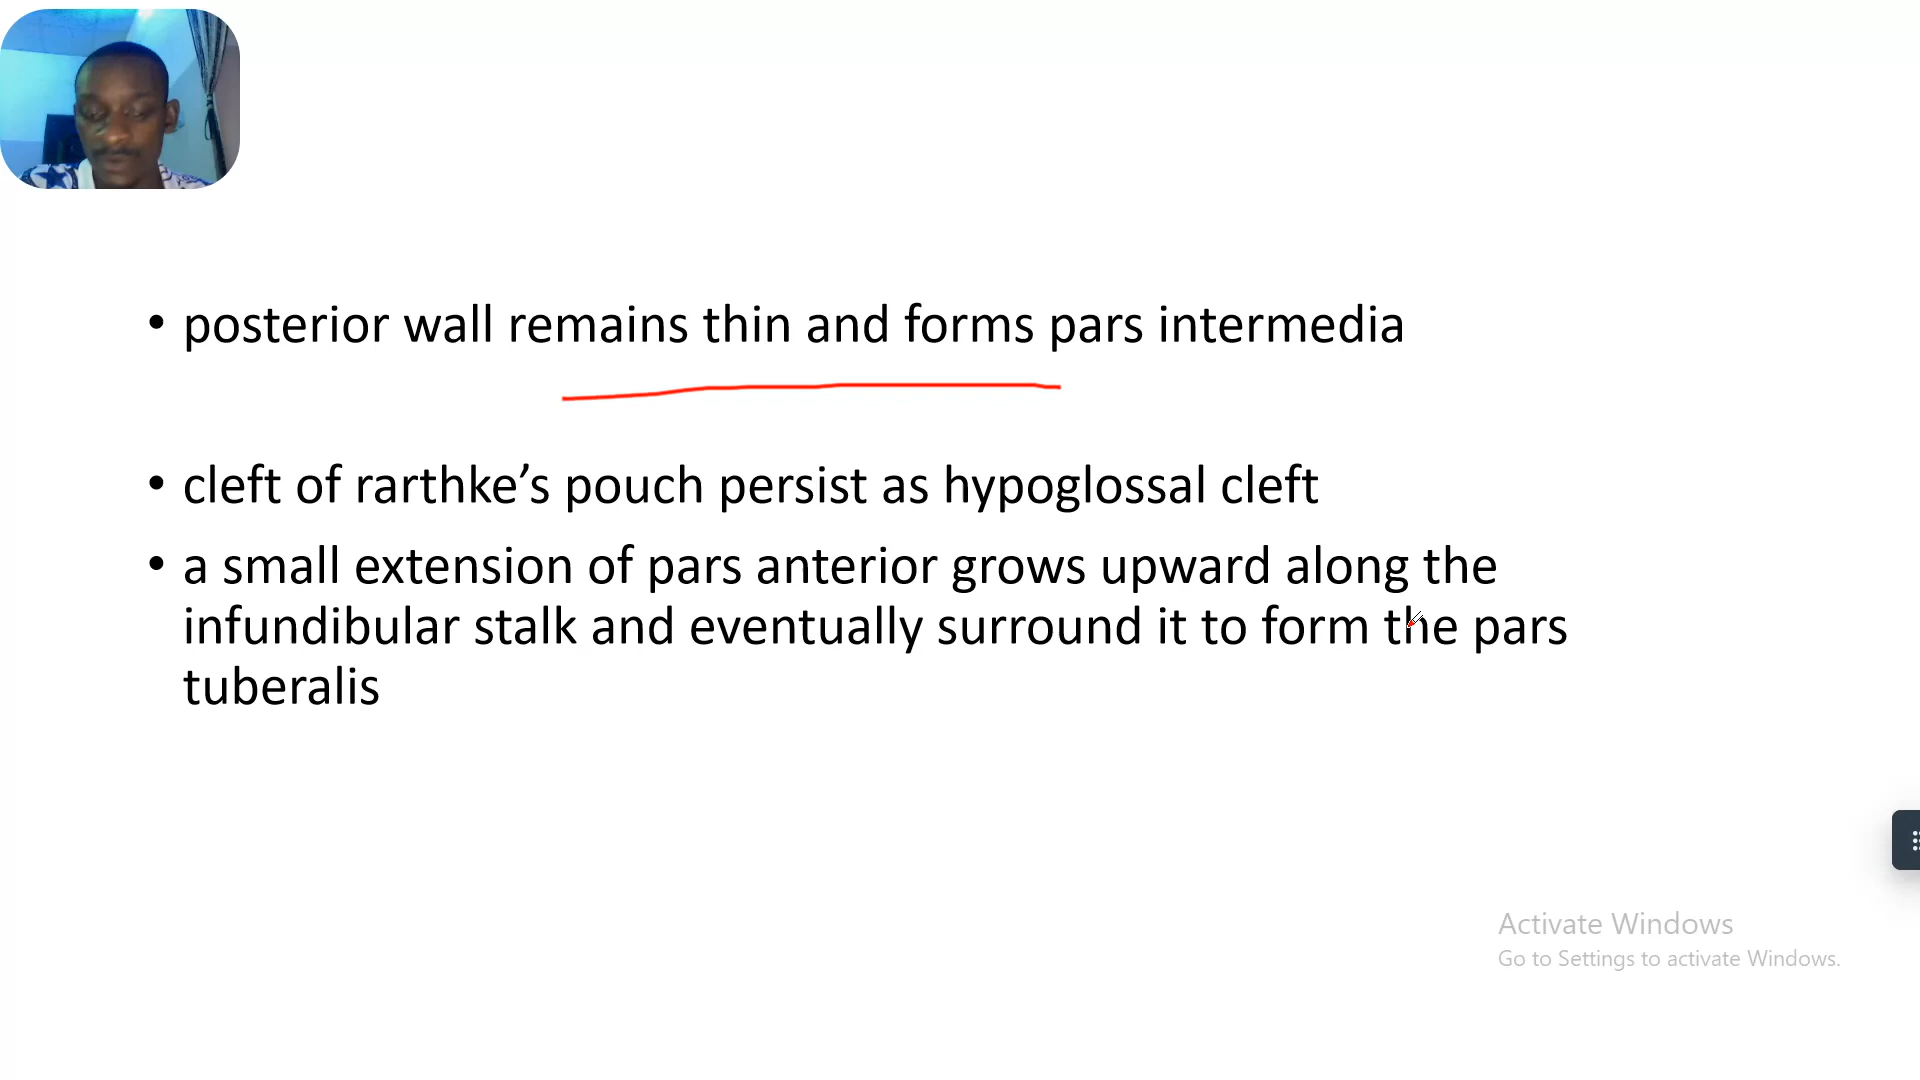 • posterior wall remains thin and forms pars intermedia
• cleft of rarthke’s pouch persist as hypoglossal cleft
• a small extension of pars anterior grows upward along the
infundibular stalk and eventually surround it to form the pars
tuberalis
Activate Windows
Go to Settings to activate Windows.